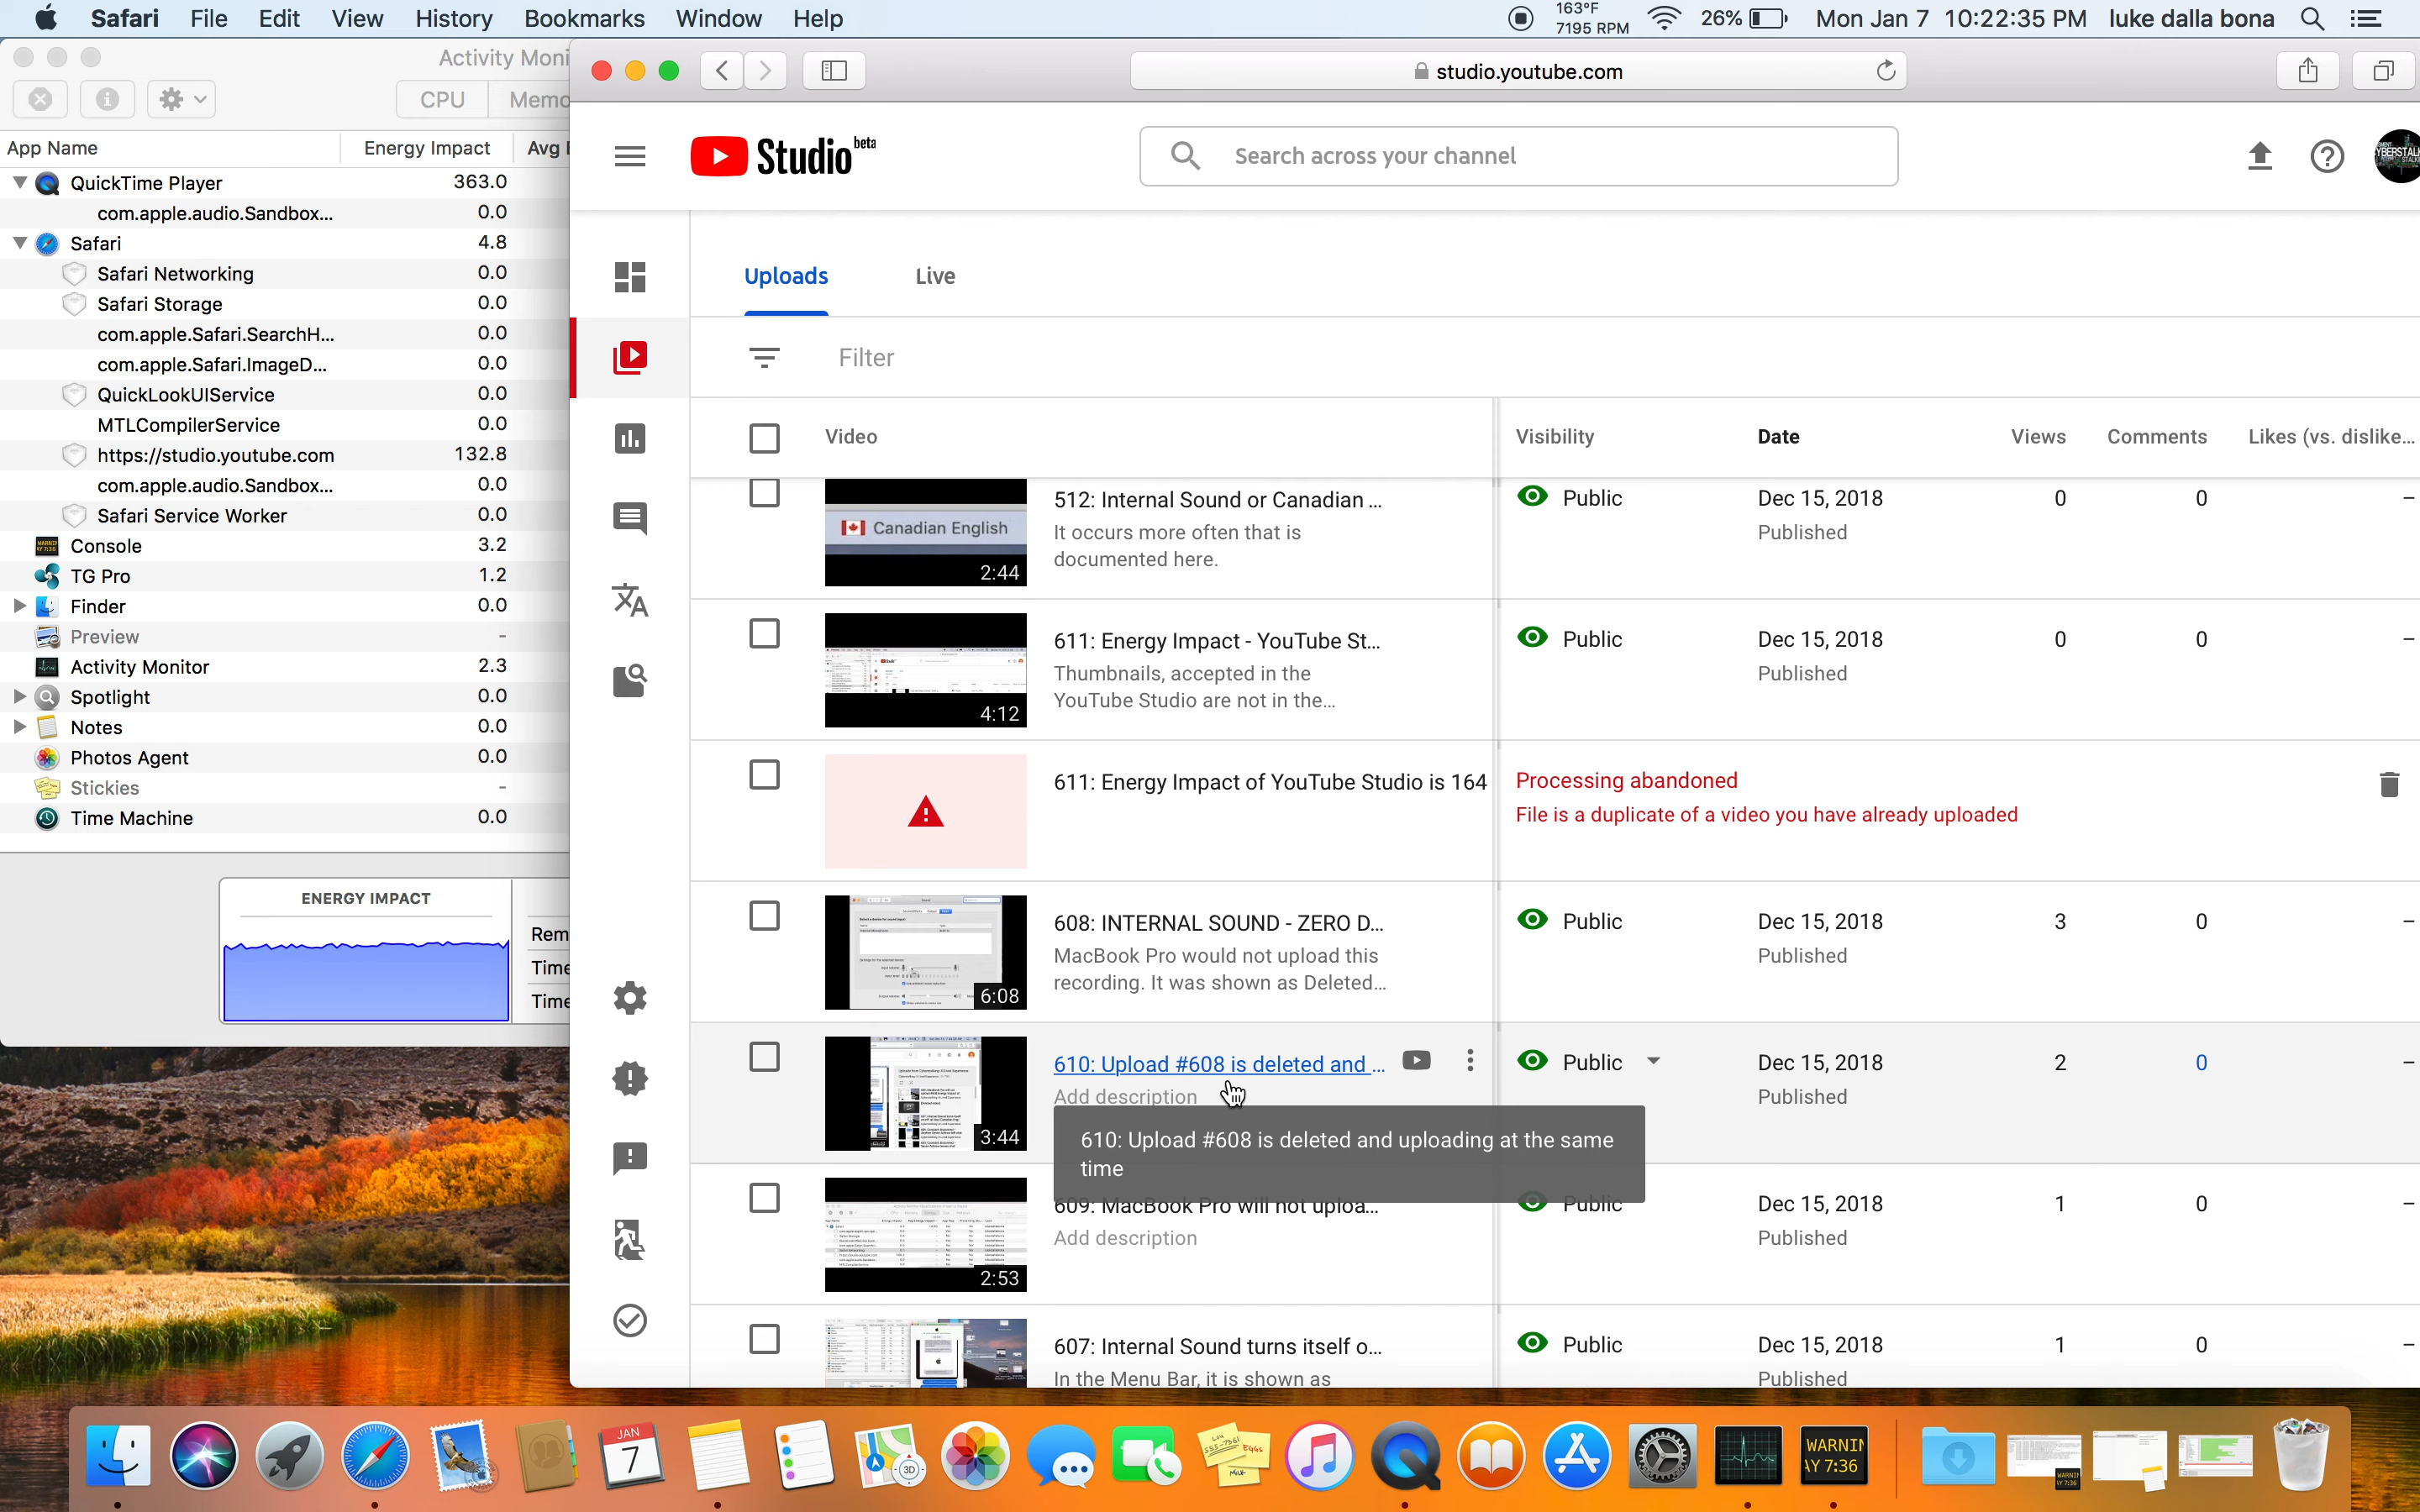 Safari File Edit View History Bookmarks Window Help
163°F
7195 RPM
26% Mon Jan 7 10:22:35 PM luke dalla bona
Activity Moni
CPU Memo
App Name Energy Impact Avg
QuickTime Player 363.0
com.apple.audio.Sandbox... 0.0
Safari 4.8
Safari Networking 0.0
Safari Storage 0.0
com.apple.Safari.SearchH... 0.0
com.apple.Safari.ImageD... 0.0
QuickLookUIService 0.0
MTLCompilerService 0.0
https://studio.youtube.com 132.8
com.apple.audio.Sandbox... 0.0
Safari Service Worker 0.0
Console 3.2
TG Pro 1.2
Finder 0.0
Preview -
Activity Monitor 2.3
Spotlight 0.0
Notes 0.0
Photos Agent 0.0
Stickies -
Time Machine 0.0
ENERGY IMPACT
Rem
Time
Time
studio.youtube.com
Studio beta
Search across your channel
Uploads Live
Filter
Video Visibility Date Views Comments Likes (vs. dislike...
512: Internal Sound or Canadian ... Public Dec 15, 2018 0 0 –
Canadian English
It occurs more often that is Published
documented here.
2:44
611: Energy Impact - YouTube St... Public Dec 15, 2018 0 0 –
Thumbnails, accepted in the Published
YouTube Studio are not in the...
4:12
611: Energy Impact of YouTube Studio is 164 Processing abandoned
File is a duplicate of a video you have already uploaded
608: INTERNAL SOUND - ZERO D... Public Dec 15, 2018 3 0 –
MacBook Pro would not upload this Published
recording. It was shown as Deleted...
6:08
610: Upload #608 is deleted and ... Public Dec 15, 2018 2 0 –
Add description Published
3:44
610: Upload #608 is deleted and uploading at the same
time
609: MacBook Pro will not uploa... Public Dec 15, 2018 1 0 –
Add description Published
2:53
607: Internal Sound turns itself o... Public Dec 15, 2018 1 0 –
In the Menu Bar, it is shown as Published
JAN
7
3D
WARNIN
AY 7:36